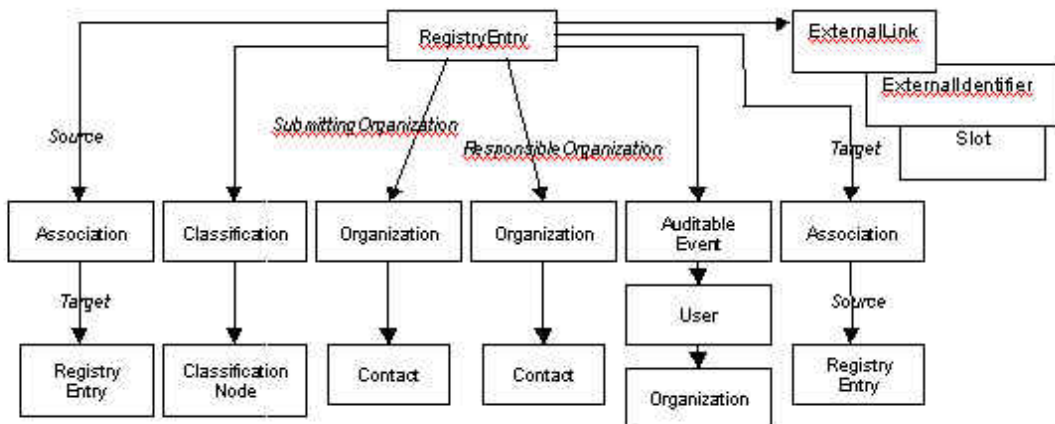 RegistryEntry
ExternalLink
ExternalIdentifier
Slot
Source
Submitting Organization
Responsible Organization
Target
Association
Classification
Organization
Organization
Auditable
Event
Association
Target
User
Source
Registry
Entry
Classification
Node
Contact
Contact
Organization
Registry
Entry